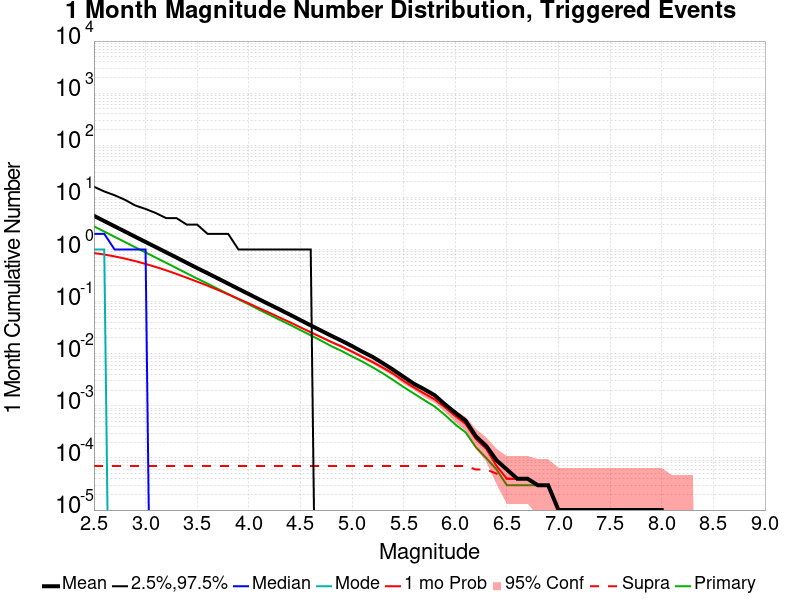 1 Month Magnitude Number Distribution, Triggered Events
1 Month Cumulative Number
10^4
10^3
10^2
10^1
10^0
10^-1
10^-2
10^-3
10^-4
10^-5
2.5 3.0 3.5 4.0 4.5 5.0 5.5 6.0 6.5 7.0 7.5 8.0 8.5 9.0
Magnitude
Mean 2.5%,97.5% Median Mode 1 mo Prob 95% Conf Supra Primary